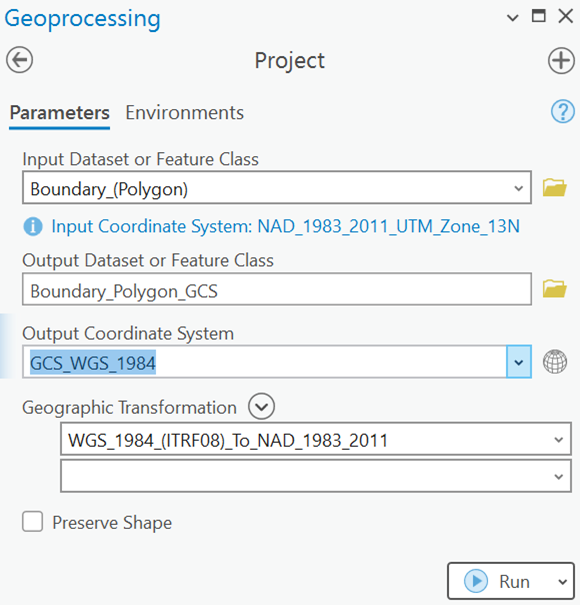 Geoprocessing
Project
Parameters Environments
Input Dataset or Feature Class
Boundary_(Polygon)
Input Coordinate System: NAD_1983_2011_UTM_Zone_13N
Output Dataset or Feature Class
Boundary_Polygon_GCS
Output Coordinate System
GCS_WGS_1984
Geographic Transformation
WGS_1984_(ITRF08)_To_NAD_1983_2011
Preserve Shape
Run